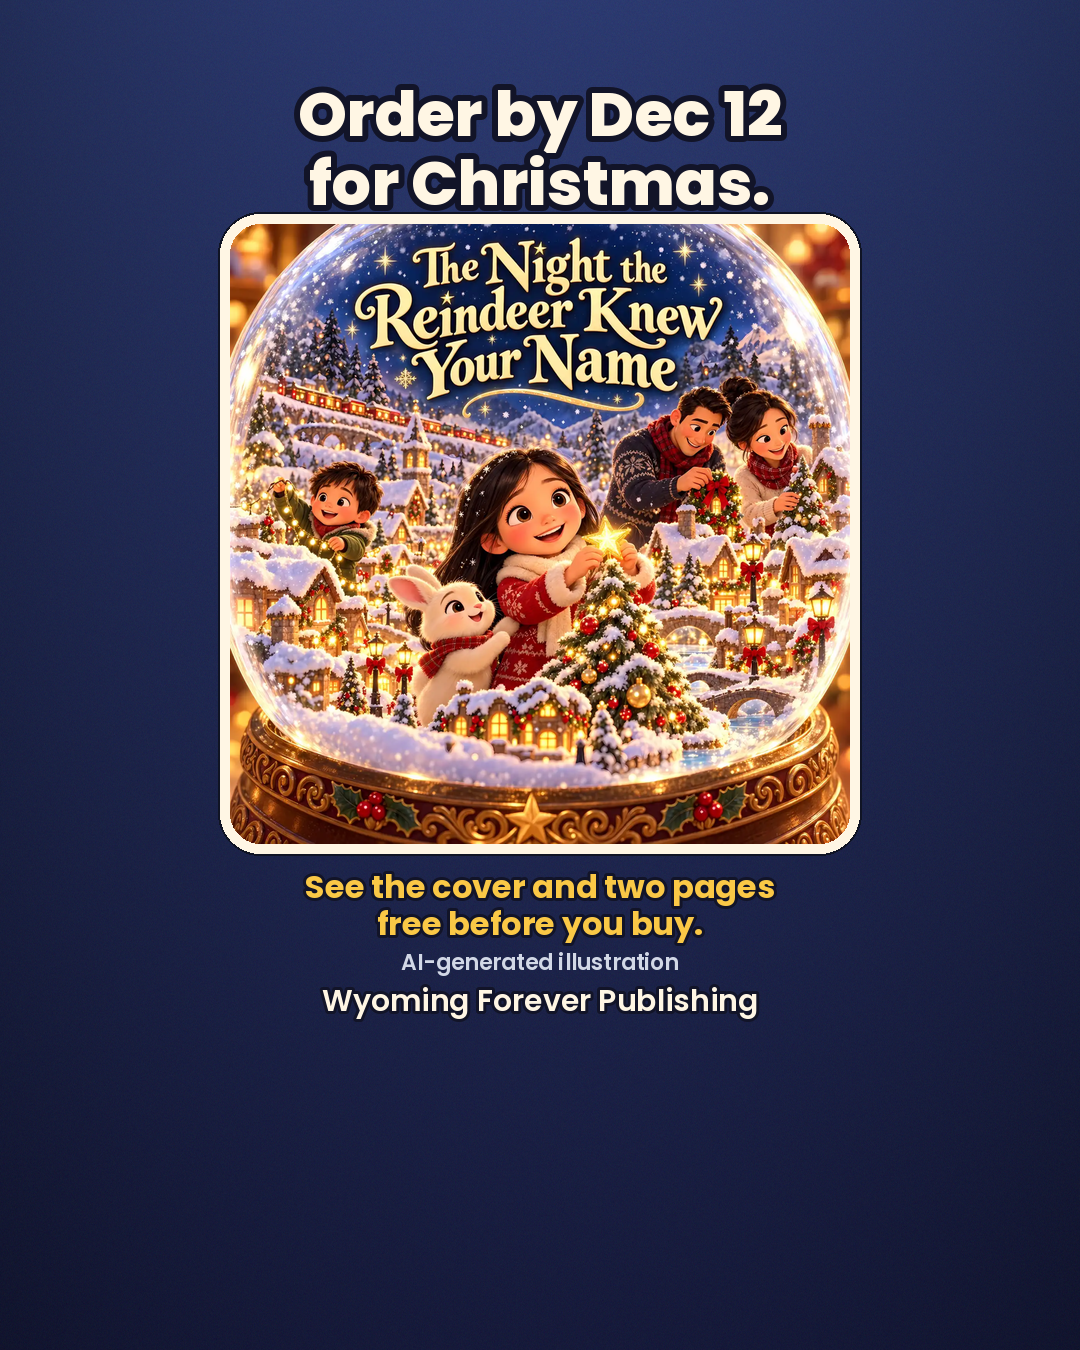 Order by Dec 12
for Christmas.
The Night the
Reindeer Knew
Your Name
See the cover and two pages
free before you buy.
AI-generated illustration
Wyoming Forever Publishing